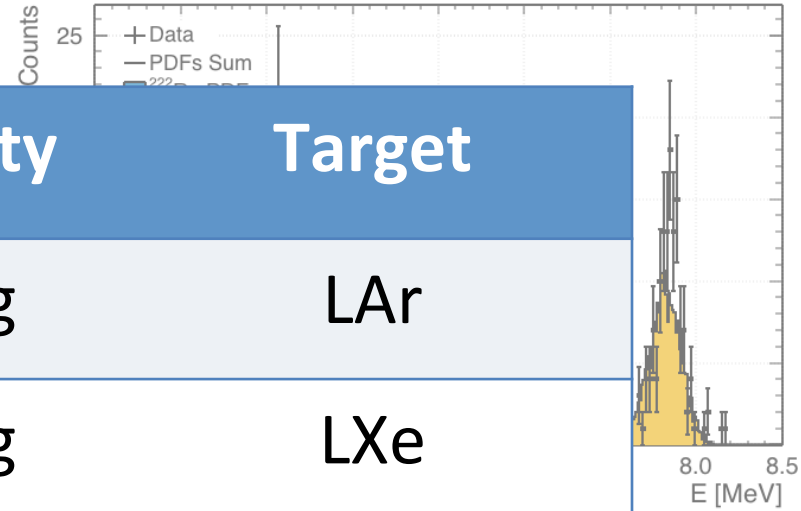 Counts
25
Data
PDFs Sum
ty Target
g LAr
g LXe
8.0 8.5
E [MeV]